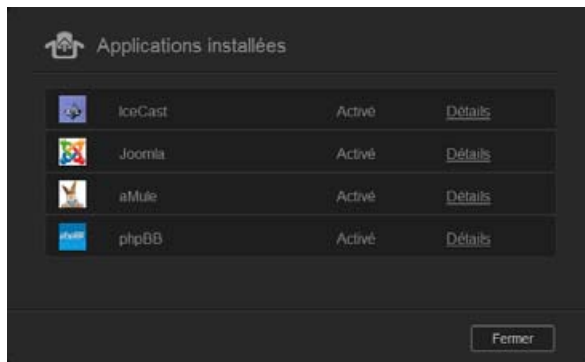 Applications installées
IceCast Activé Détails
Joomla Activé Détails
aMule Activé Détails
phpBB Activé Détails
Fermer